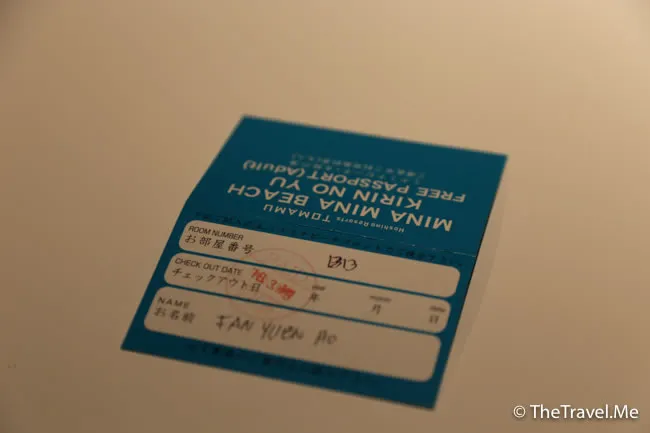 Hoshino Resorts TOMAMU
MINA MINA BEACH
KIRIN NO YU
FREE PASSPORT (Adult)
ROOM NUMBER
お部屋番号 1313
CHECK OUT DATE
チェックアウト日 年 月 日
NAME
お名前 FAN YUEN HO
© TheTravel.Me